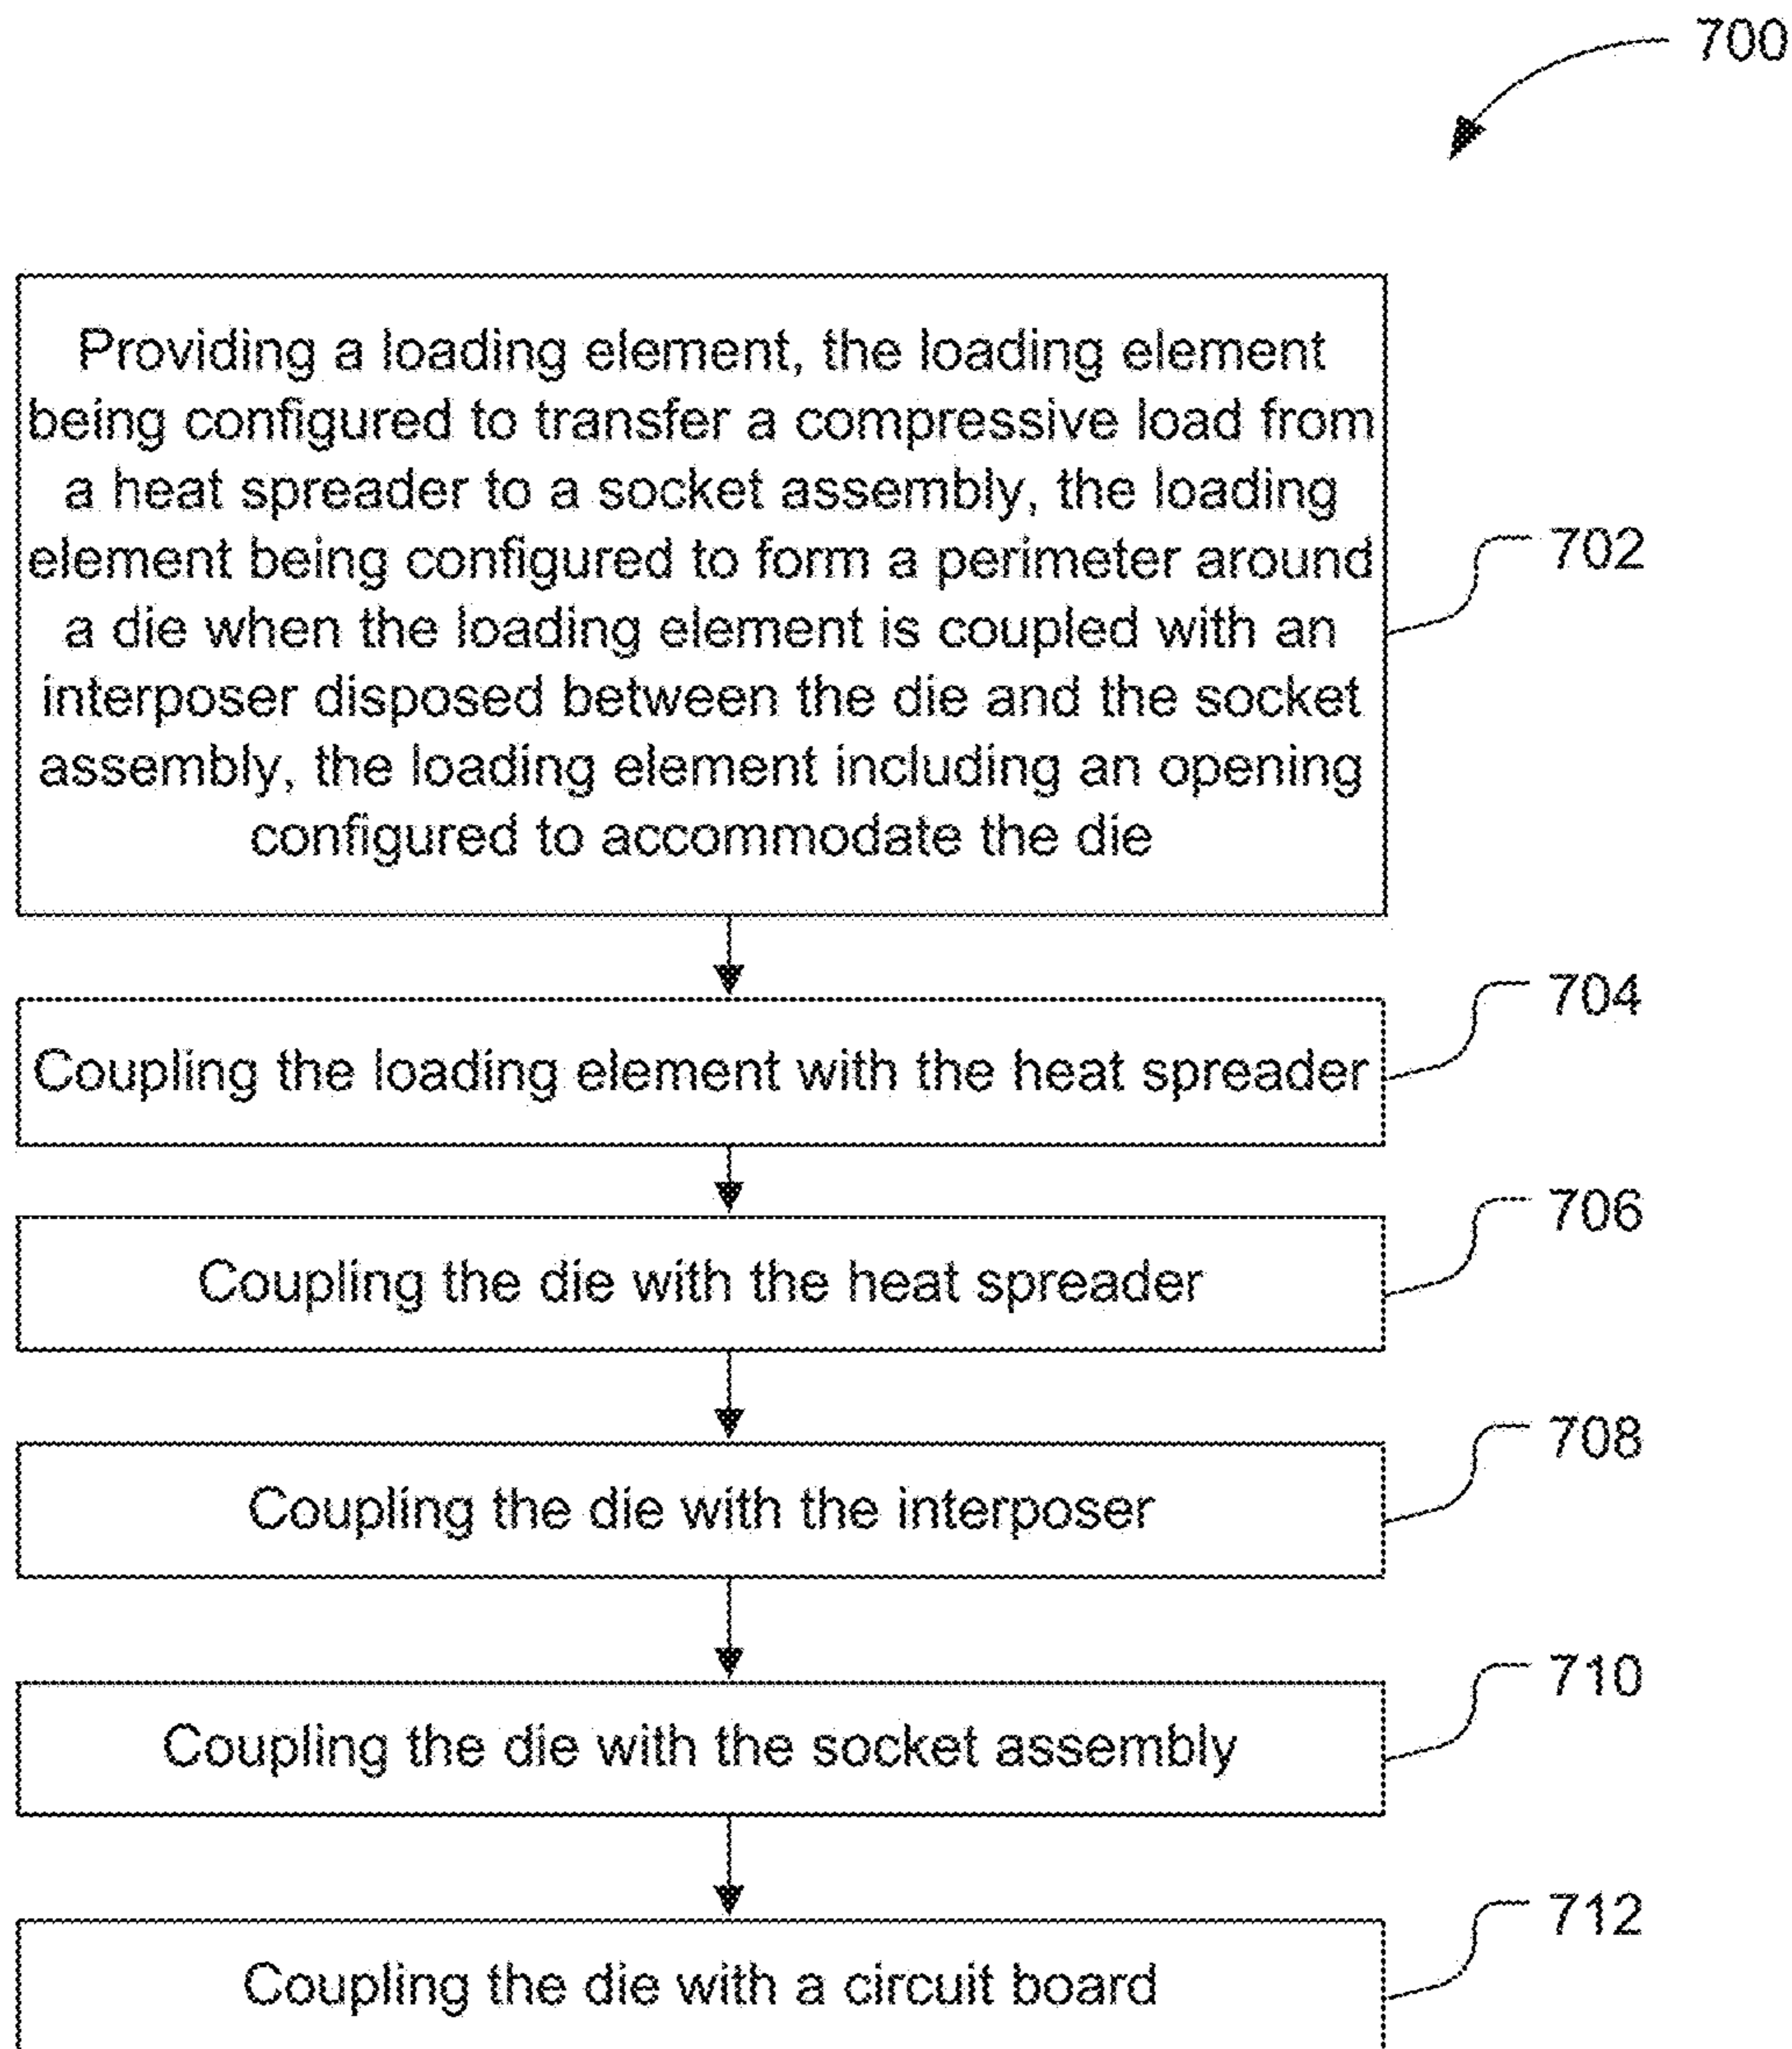 700
Providing a loading element, the loading element
being configured to transfer a compressive load from
a heat spreader to a socket assembly, the loading
element being configured to form a perimeter around
a die when the loading element is coupled with an
interposer disposed between the die and the socket
assembly, the loading element including an opening
configured to accommodate the die
702
Coupling the loading element with the heat spreader
704
Coupling the die with the heat spreader
706
Coupling the die with the interposer
708
Coupling the die with the socket assembly
710
Coupling the die with a circuit board
712